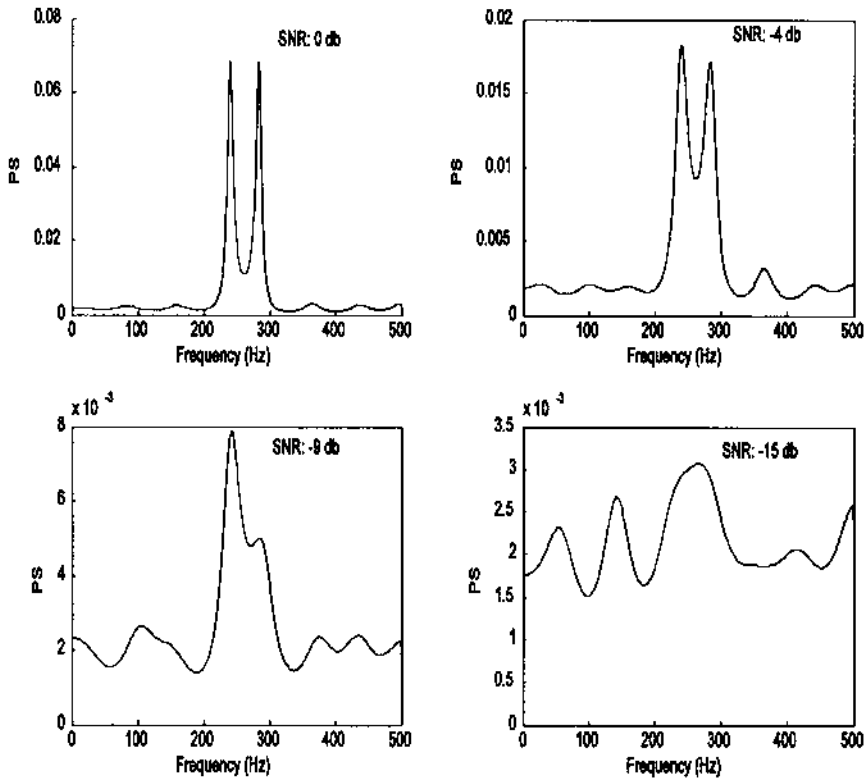 0.08
SNR: 0 db
0.06
0.04
0.02
0
PS
0 100 200 300 400 500
Frequency (Hz)
0.02
SNR: -4 db
0.015
0.01
0.005
0
PS
0 100 200 300 400 500
Frequency (Hz)
x 10 -3
8
SNR: -9 db
6
4
2
0
PS
0 100 200 300 400 500
Frequency (Hz)
x 10 -3
3.5
SNR: -15 db
3
2.5
2
1.5
1
0.5
0
PS
0 100 200 300 400 500
Frequency (Hz)